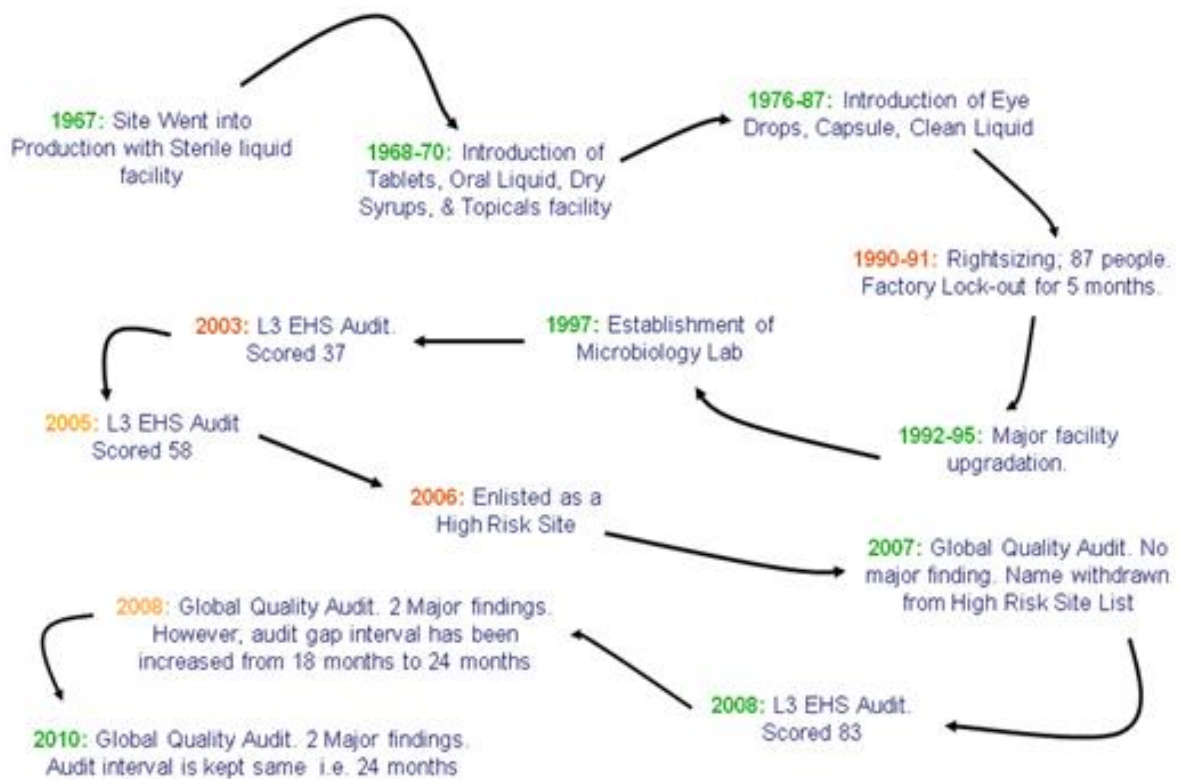 1967: Site Went into
Production with Sterile liquid
facility
1968-70: Introduction of
Tablets, Oral Liquid, Dry
Syrups, & Topicals facility
1976-87: Introduction of Eye
Drops, Capsule, Clean Liquid
1990-91: Rightsizing; 87 people.
Factory Lock-out for 5 months.
1992-95: Major facility
upgradation.
1997: Establishment of
Microbiology Lab
2003: L3 EHS Audit.
Scored 37
2005: L3 EHS Audit
Scored 58
2006: Enlisted as a
High Risk Site
2007: Global Quality Audit. No
major finding. Name withdrawn
from High Risk Site List
2008: L3 EHS Audit.
Scored 83
2008: Global Quality Audit. 2 Major findings.
However, audit gap interval has been
increased from 18 months to 24 months
2010: Global Quality Audit. 2 Major findings.
Audit interval is kept same i.e. 24 months